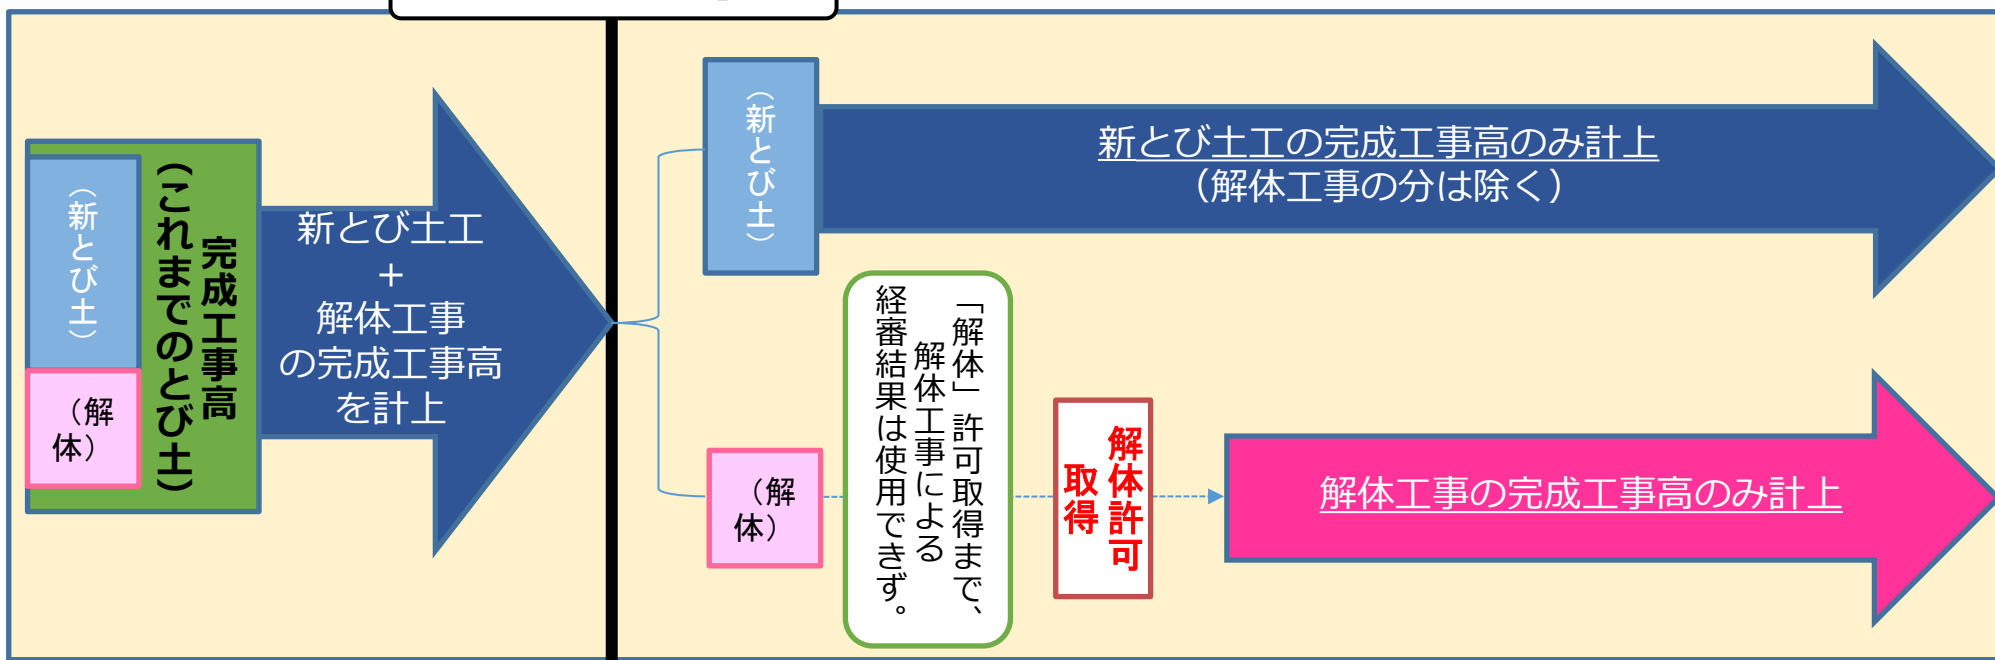 （新とび土）
（解
体）
完成工事高
（これまでのとび土）
新とび土工
＋
解体工事
の完成工事高
を計上
（新とび土）
新とび土工の完成工事高のみ計上
（解体工事の分は除く）
（解
体）
「解体」許可取得まで、
解体工事による
経審結果は使用できず。
解体許可
取得
解体工事の完成工事高のみ計上